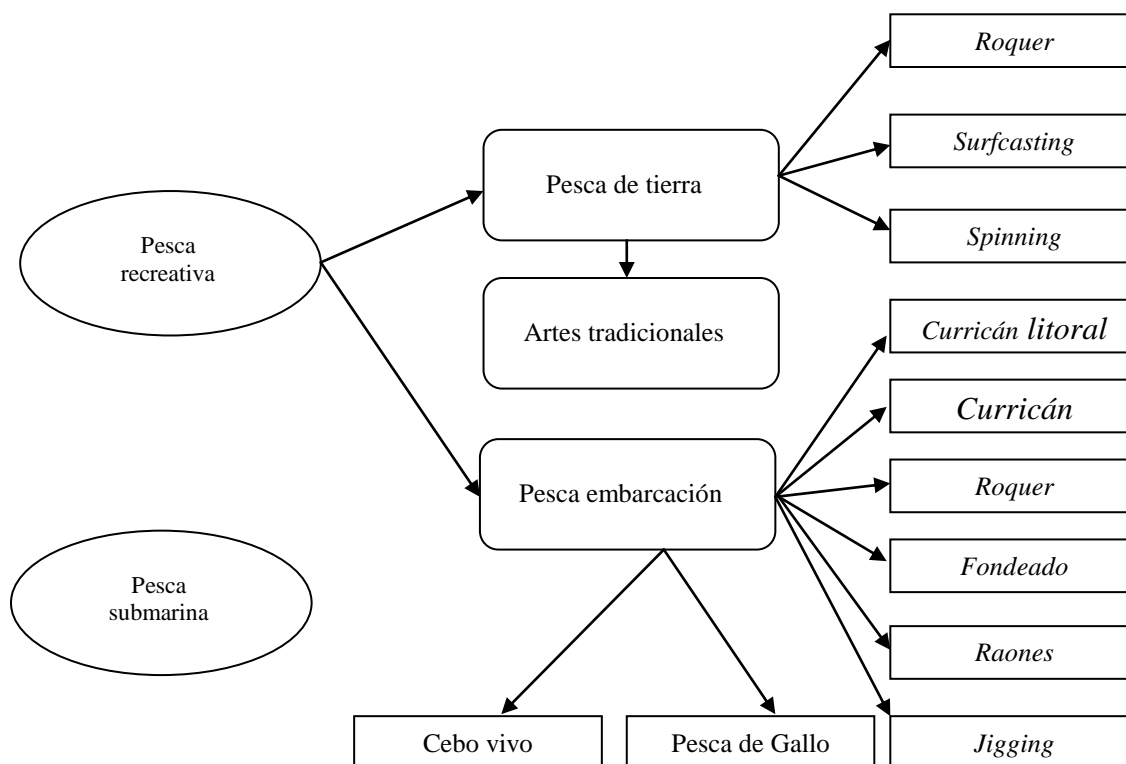 Roquer
Surfcasting
Pesca de tierra
Spinning
Pesca
recreativa
Artes tradicionales
Curricán litoral
Curricán
Pesca embarcación
Roquer
Fondeado
Pesca
submarina
Raones
Cebo vivo
Pesca de Gallo
Jigging